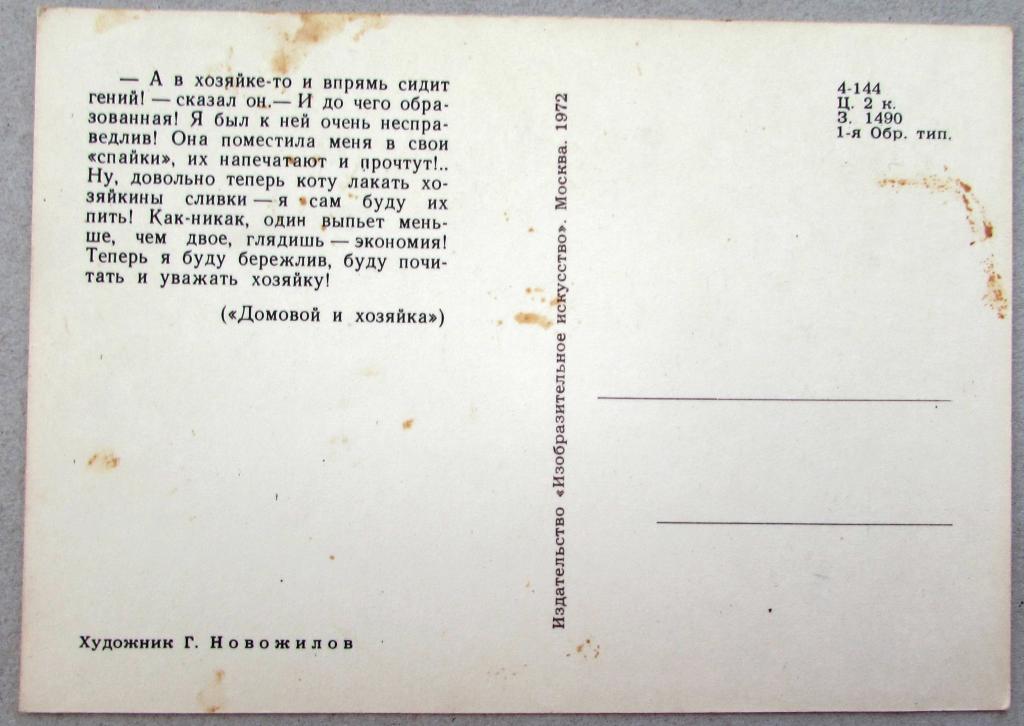 — А в хозяйке-то и впрямь сидит
гений! — сказал он.— И до чего обра-
зованная! Я был к ней очень неспра-
ведлив! Она поместила меня в свои
«спайки», их напечатают и прочтут!..
Ну, довольно теперь коту лакать хо-
зяйкины сливки — я сам буду их
пить! Как-никак, один выпьет мень-
ше, чем двое, глядишь — экономия!
Теперь я буду бережлив, буду почи-
тать и уважать хозяйку!
(«Домовой и хозяйка»)
Художник Г. Новожилов
Издательство «Изобразительное искусство». Москва. 1972
4-144
Ц. 2 к.
З. 1490
1-я Обр. тип.